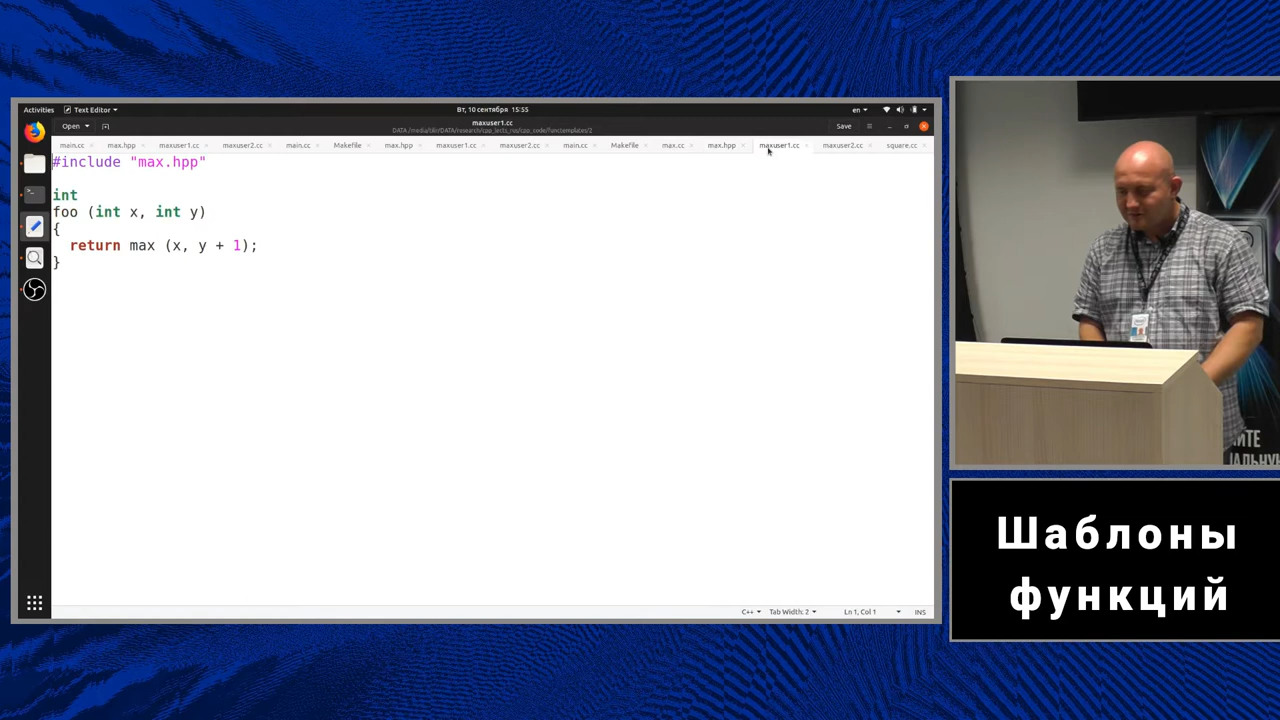 Activities Text Editor Вт, 10 сентября 15:55 en
Open maxuser1.cc Save
main.cc max.hpp maxuser1.cc maxuser2.cc main.cc Makefile max.hpp maxuser1.cc maxuser2.cc main.cc Makefile max.cc max.hpp maxuser1.cc maxuser2.cc square.cc
#include "max.hpp"
int
foo (int x, int y)
{
return max (x, y + 1);
}
C++ Tab Width: 2 Ln 1, Col 1 INS
Шаблоны
функций